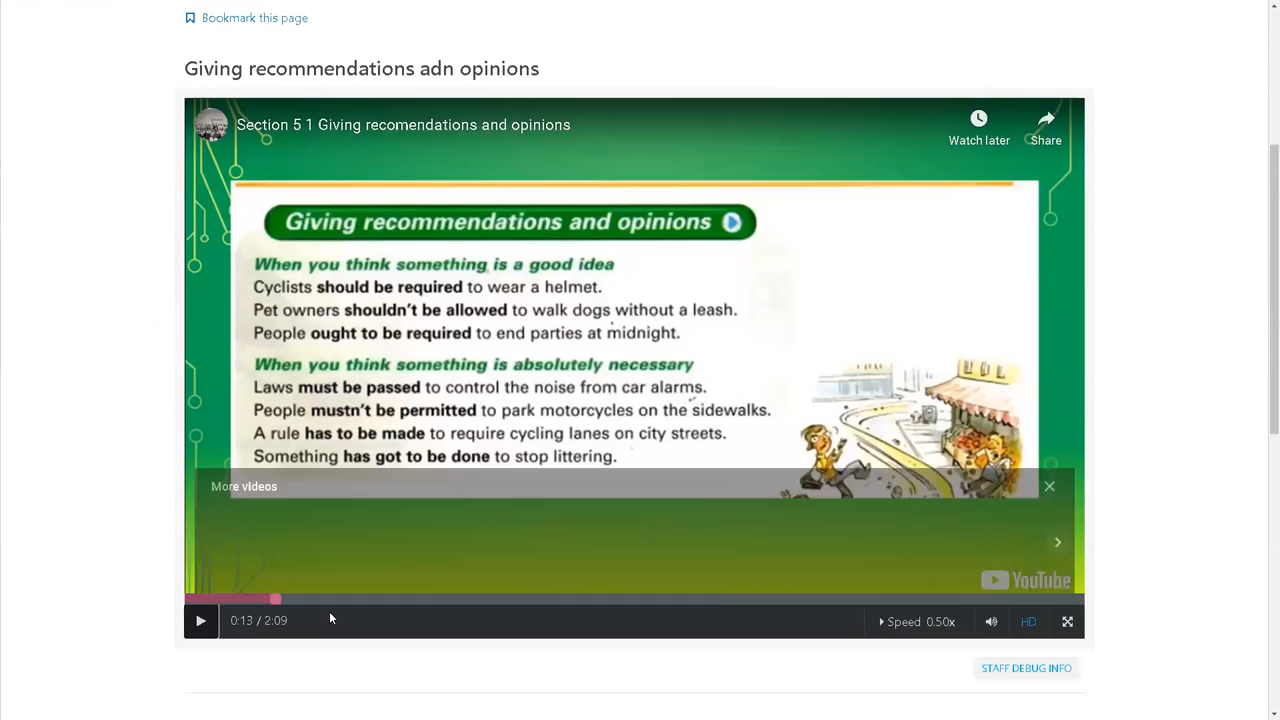 Bookmark this page
Giving recommendations adn opinions
Section 5 1 Giving recomendations and opinions
Watch later
Share
Giving recommendations and opinions
When you think something is a good idea
Cyclists should be required to wear a helmet.
Pet owners shouldn't be allowed to walk dogs without a leash.
People ought to be required to end parties at midnight.
When you think something is absolutely necessary
Laws must be passed to control the noise from car alarms.
People mustn't be permitted to park motorcycles on the sidewalks.
A rule has to be made to require cycling lanes on city streets.
Something has got to be done to stop littering.
More videos
YouTube
0:13 / 2:09
Speed 0.50x
HD
STAFF DEBUG INFO